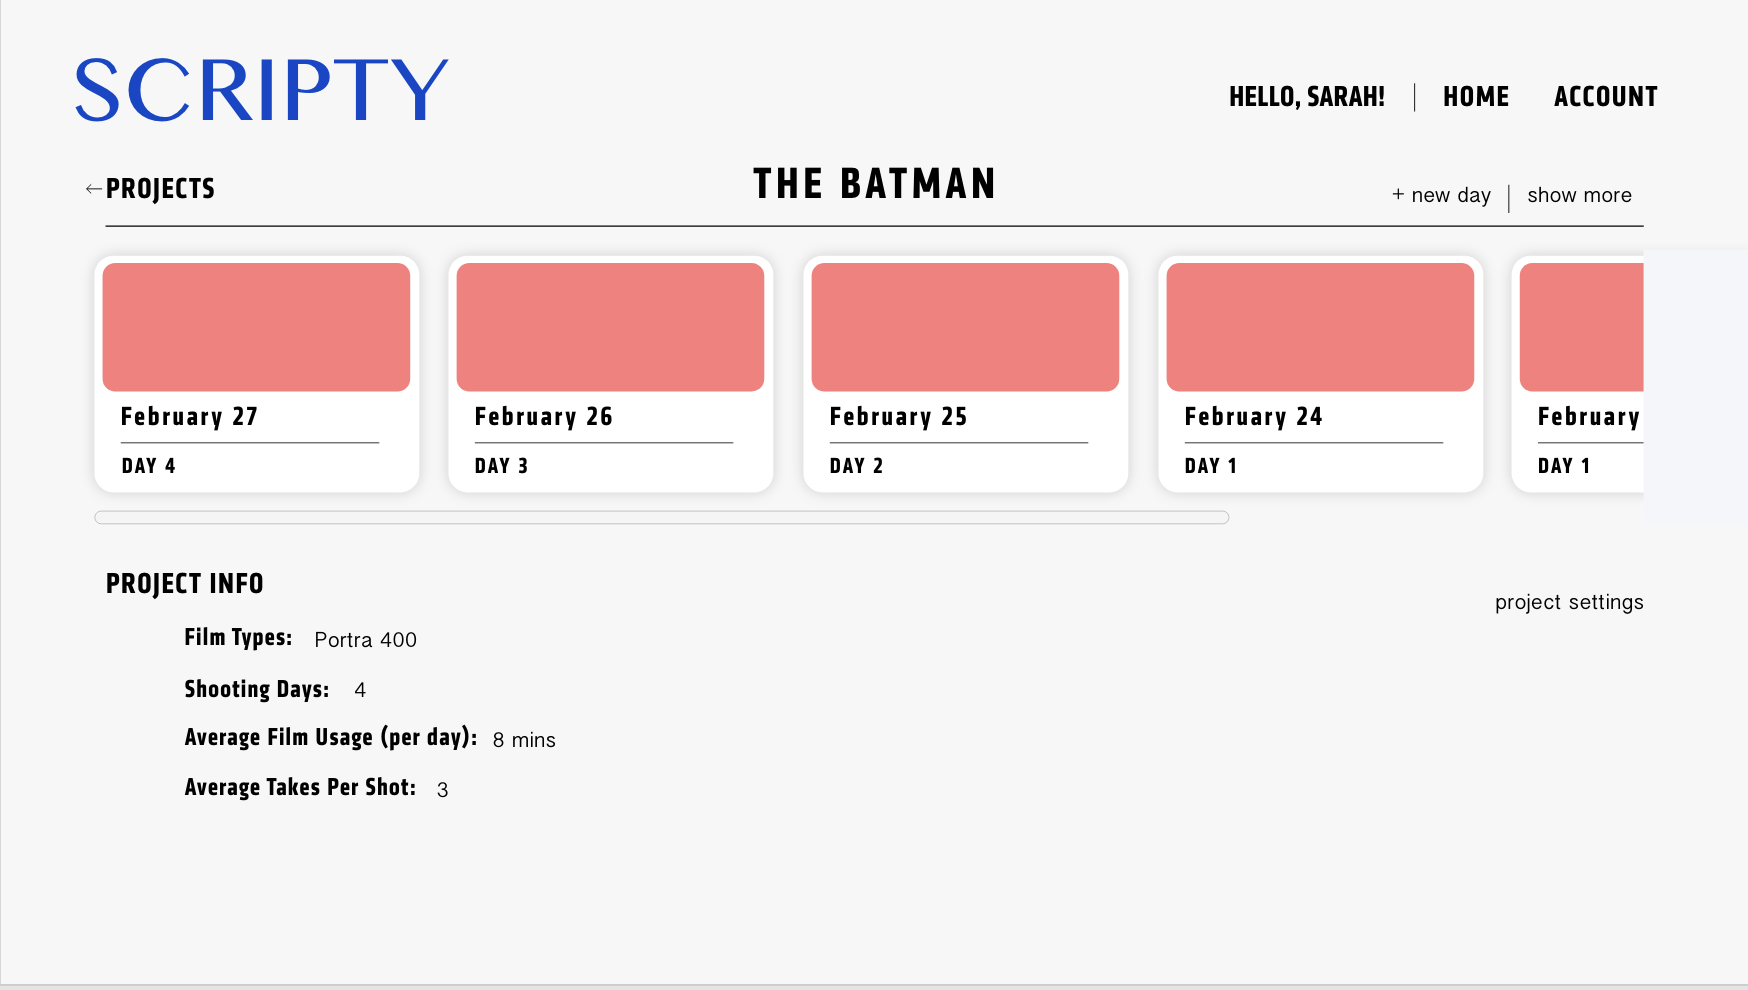 SCRIPTY
HELLO, SARAH! HOME ACCOUNT
←PROJECTS
THE BATMAN
+ new day | show more
February 27
DAY 4
February 26
DAY 3
February 25
DAY 2
February 24
DAY 1
February
DAY 1
PROJECT INFO
project settings
Film Types: Portra 400
Shooting Days: 4
Average Film Usage (per day): 8 mins
Average Takes Per Shot: 3